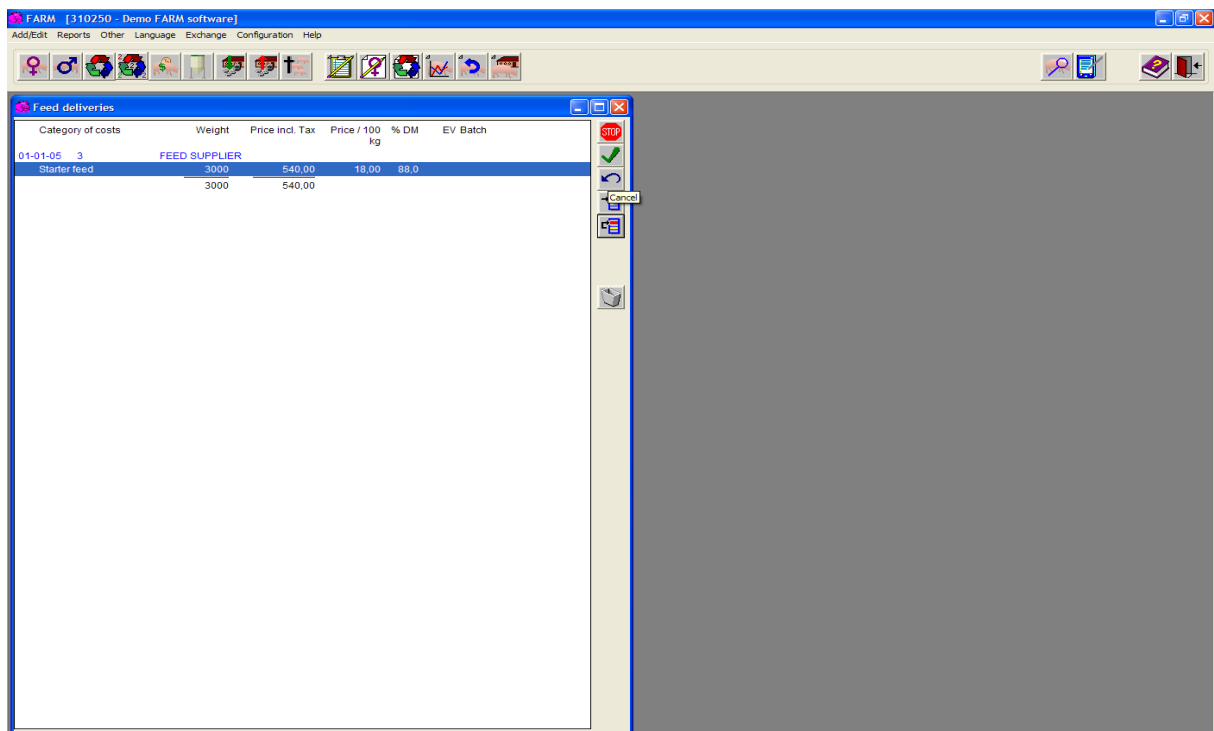 FARM [310250 - Demo FARM software]
Add/Edit Reports Other Language Exchange Configuration Help
Feed deliveries
Category of costs Weight Price incl. Tax Price / 100 kg % DM EV Batch
01-01-05 3 FEED SUPPLIER
Starter feed 3000 540,00 18,00 88,0
3000 540,00
STOP
Cancel